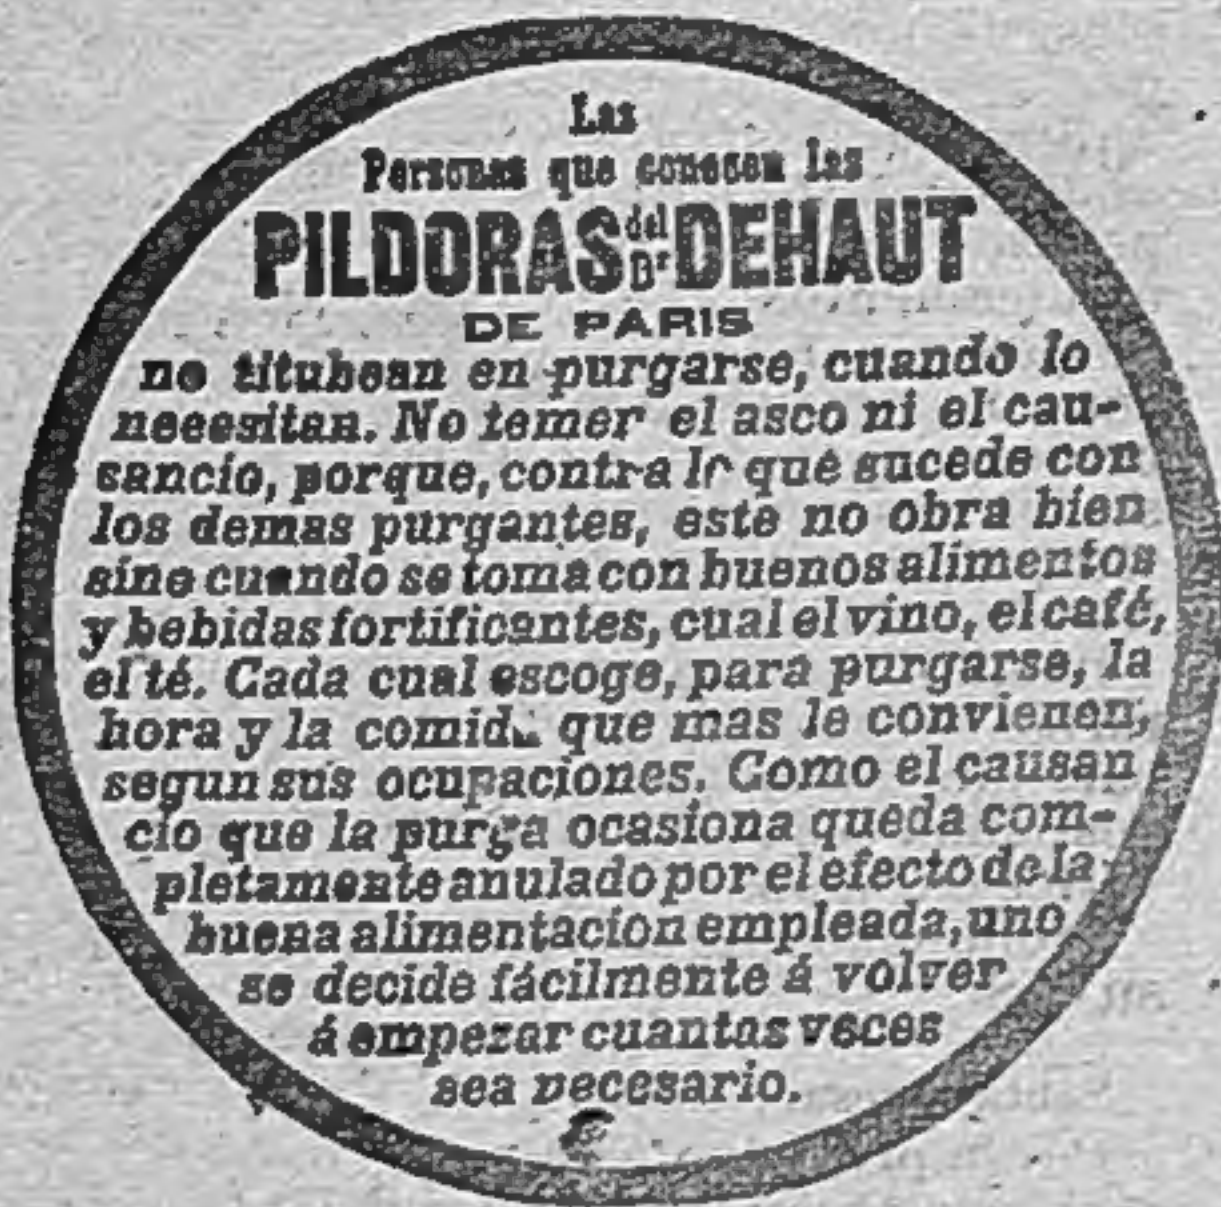 Las
Personas que conocen las
PILDORAS del Dr DEHAUT
DE PARIS
no titubean en purgarse, cuando lo
necesitan. No temer el asco ni el cau-
sancio, porque, contra lo que sucede con
los demas purgantes, este no obra bien
sino cuando se toma con buenos alimentos
y bebidas fortificantes, cual el vino, el café,
el té. Cada cual escoge, para purgarse, la
hora y la comida que mas le convienen,
segun sus ocupaciones. Como el causan
cio que la purga ocasiona queda com-
pletamente anulado por el efecto de la
buena alimentacion empleada, uno
se decide fácilmente á volver
á empezar cuantas veces
sea necesario.